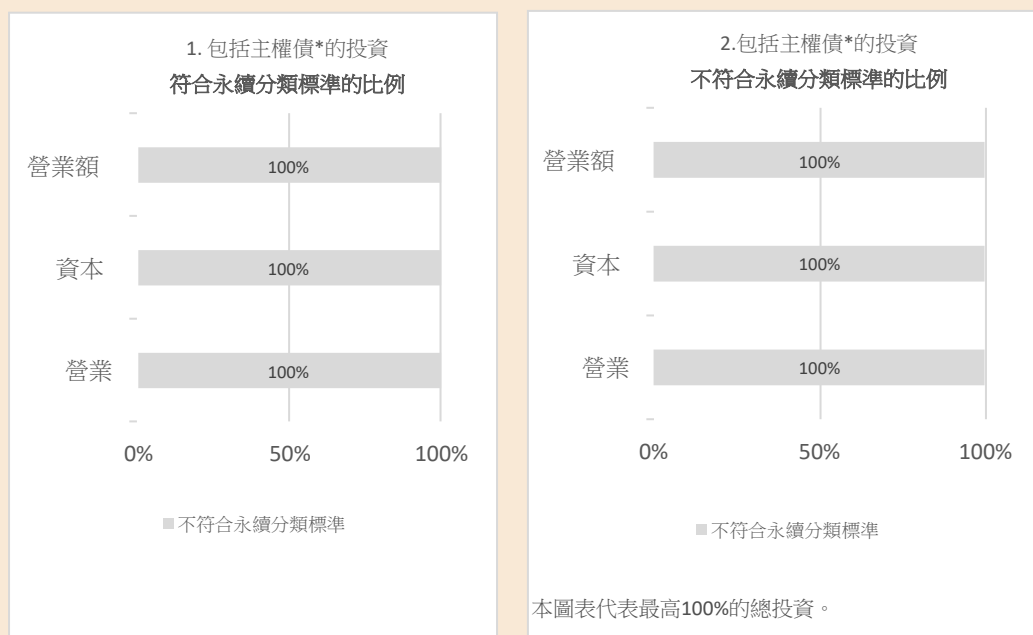 1. 包括主權債*的投資
符合永續分類標準的比例
營業額
100%
資本
100%
營業
100%
0% 50% 100%
不符合永續分類標準
2.包括主權債*的投資
不符合永續分類標準的比例
營業額
100%
資本
100%
營業
100%
0% 50% 100%
不符合永續分類標準
本圖表代表最高100%的總投資。